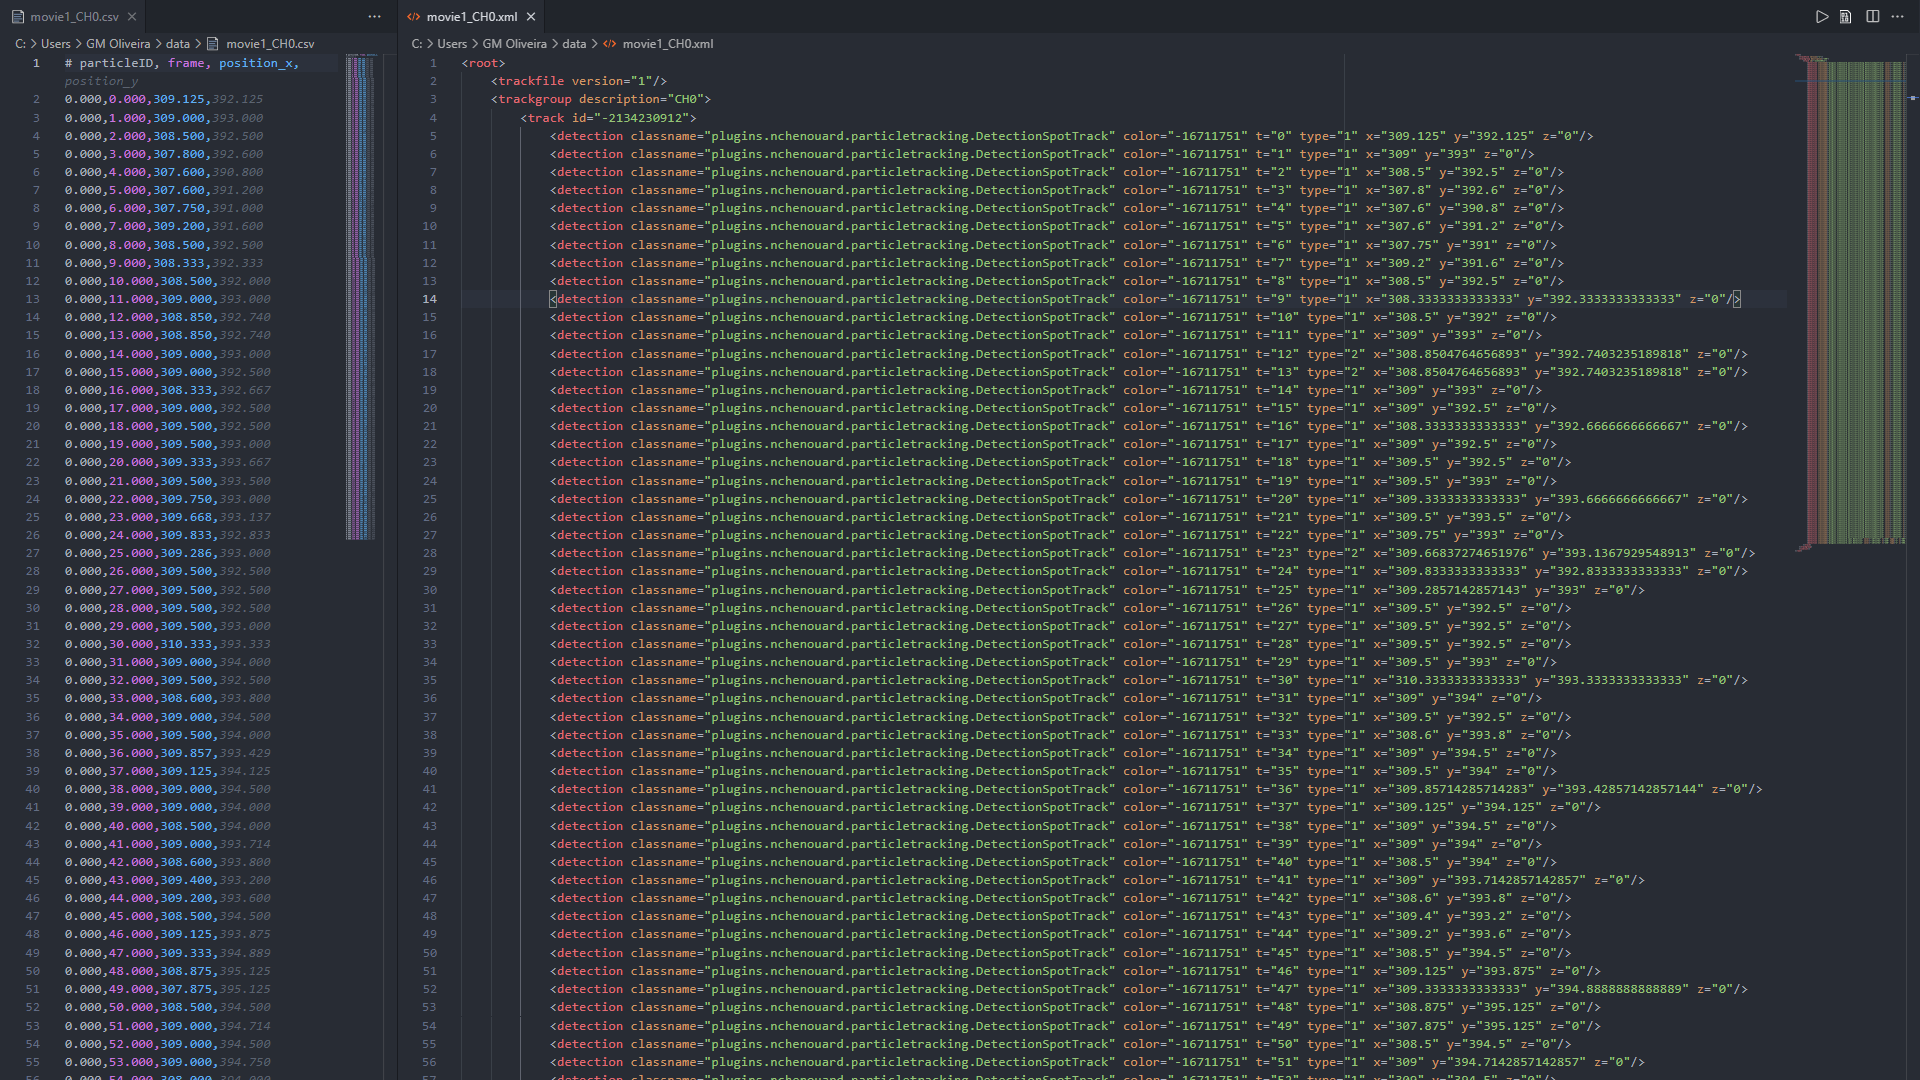 movie1_CH0.csv
C: > Users > GM Oliveira > data > movie1_CH0.csv
1 # particleID, frame, position_x,
position_y
2 0.000,0.000,309.125,392.125
3 0.000,1.000,309.000,393.000
4 0.000,2.000,308.500,392.500
5 0.000,3.000,307.800,392.600
6 0.000,4.000,307.600,390.800
7 0.000,5.000,307.600,391.200
8 0.000,6.000,307.750,391.000
9 0.000,7.000,309.200,391.600
10 0.000,8.000,308.500,392.500
11 0.000,9.000,308.333,392.333
12 0.000,10.000,308.500,392.000
13 0.000,11.000,309.000,393.000
14 0.000,12.000,308.850,392.740
15 0.000,13.000,308.850,392.740
16 0.000,14.000,309.000,393.000
17 0.000,15.000,309.000,392.500
18 0.000,16.000,308.333,392.667
19 0.000,17.000,309.000,392.500
20 0.000,18.000,309.500,392.500
21 0.000,19.000,309.500,393.000
22 0.000,20.000,309.333,393.667
23 0.000,21.000,309.500,393.500
24 0.000,22.000,309.750,393.000
25 0.000,23.000,309.668,393.137
26 0.000,24.000,309.833,392.833
27 0.000,25.000,309.286,393.000
28 0.000,26.000,309.500,392.500
29 0.000,27.000,309.500,392.500
30 0.000,28.000,309.500,392.500
31 0.000,29.000,309.500,393.000
32 0.000,30.000,310.333,393.333
33 0.000,31.000,309.000,394.000
34 0.000,32.000,309.500,392.500
35 0.000,33.000,308.600,393.800
36 0.000,34.000,309.000,394.500
37 0.000,35.000,309.500,394.000
38 0.000,36.000,309.857,393.429
39 0.000,37.000,309.125,394.125
40 0.000,38.000,309.000,394.500
41 0.000,39.000,309.000,394.000
42 0.000,40.000,308.500,394.000
43 0.000,41.000,309.000,393.714
44 0.000,42.000,308.600,393.800
45 0.000,43.000,309.400,393.200
46 0.000,44.000,309.200,393.600
47 0.000,45.000,308.500,394.500
48 0.000,46.000,309.125,393.875
49 0.000,47.000,309.333,394.889
50 0.000,48.000,308.875,395.125
51 0.000,49.000,307.875,395.125
52 0.000,50.000,308.500,394.500
53 0.000,51.000,309.000,394.714
54 0.000,52.000,309.000,394.500
55 0.000,53.000,309.000,394.750
56 0.000,54.000,308.000,394.000
movie1_CH0.xml
C: > Users > GM Oliveira > data > movie1_CH0.xml
1 <root>
2 <trackfile version="1"/>
3 <trackgroup description="CH0">
4 <track id="-2134230912">
5 <detection classname="plugins.nchenouard.particletracking.DetectionSpotTrack" color="-16711751" t="0" type="1" x="309.125" y="392.125" z="0"/>
6 <detection classname="plugins.nchenouard.particletracking.DetectionSpotTrack" color="-16711751" t="1" type="1" x="309" y="393" z="0"/>
7 <detection classname="plugins.nchenouard.particletracking.DetectionSpotTrack" color="-16711751" t="2" type="1" x="308.5" y="392.5" z="0"/>
8 <detection classname="plugins.nchenouard.particletracking.DetectionSpotTrack" color="-16711751" t="3" type="1" x="307.8" y="392.6" z="0"/>
9 <detection classname="plugins.nchenouard.particletracking.DetectionSpotTrack" color="-16711751" t="4" type="1" x="307.6" y="390.8" z="0"/>
10 <detection classname="plugins.nchenouard.particletracking.DetectionSpotTrack" color="-16711751" t="5" type="1" x="307.6" y="391.2" z="0"/>
11 <detection classname="plugins.nchenouard.particletracking.DetectionSpotTrack" color="-16711751" t="6" type="1" x="307.75" y="391" z="0"/>
12 <detection classname="plugins.nchenouard.particletracking.DetectionSpotTrack" color="-16711751" t="7" type="1" x="309.2" y="391.6" z="0"/>
13 <detection classname="plugins.nchenouard.particletracking.DetectionSpotTrack" color="-16711751" t="8" type="1" x="308.5" y="392.5" z="0"/>
14 <detection classname="plugins.nchenouard.particletracking.DetectionSpotTrack" color="-16711751" t="9" type="1" x="308.3333333333333" y="392.3333333333333" z="0"/>
15 <detection classname="plugins.nchenouard.particletracking.DetectionSpotTrack" color="-16711751" t="10" type="1" x="308.5" y="392" z="0"/>
16 <detection classname="plugins.nchenouard.particletracking.DetectionSpotTrack" color="-16711751" t="11" type="1" x="309" y="393" z="0"/>
17 <detection classname="plugins.nchenouard.particletracking.DetectionSpotTrack" color="-16711751" t="12" type="2" x="308.8504764656893" y="392.7403235189818" z="0"/>
18 <detection classname="plugins.nchenouard.particletracking.DetectionSpotTrack" color="-16711751" t="13" type="2" x="308.8504764656893" y="392.7403235189818" z="0"/>
19 <detection classname="plugins.nchenouard.particletracking.DetectionSpotTrack" color="-16711751" t="14" type="1" x="309" y="393" z="0"/>
20 <detection classname="plugins.nchenouard.particletracking.DetectionSpotTrack" color="-16711751" t="15" type="1" x="309" y="392.5" z="0"/>
21 <detection classname="plugins.nchenouard.particletracking.DetectionSpotTrack" color="-16711751" t="16" type="1" x="308.3333333333333" y="392.6666666666667" z="0"/>
22 <detection classname="plugins.nchenouard.particletracking.DetectionSpotTrack" color="-16711751" t="17" type="1" x="309" y="392.5" z="0"/>
23 <detection classname="plugins.nchenouard.particletracking.DetectionSpotTrack" color="-16711751" t="18" type="1" x="309.5" y="392.5" z="0"/>
24 <detection classname="plugins.nchenouard.particletracking.DetectionSpotTrack" color="-16711751" t="19" type="1" x="309.5" y="393" z="0"/>
25 <detection classname="plugins.nchenouard.particletracking.DetectionSpotTrack" color="-16711751" t="20" type="1" x="309.3333333333333" y="393.6666666666667" z="0"/>
26 <detection classname="plugins.nchenouard.particletracking.DetectionSpotTrack" color="-16711751" t="21" type="1" x="309.5" y="393.5" z="0"/>
27 <detection classname="plugins.nchenouard.particletracking.DetectionSpotTrack" color="-16711751" t="22" type="1" x="309.75" y="393" z="0"/>
28 <detection classname="plugins.nchenouard.particletracking.DetectionSpotTrack" color="-16711751" t="23" type="2" x="309.66837274651976" y="393.1367929548913" z="0"/>
29 <detection classname="plugins.nchenouard.particletracking.DetectionSpotTrack" color="-16711751" t="24" type="1" x="309.8333333333333" y="392.8333333333333" z="0"/>
30 <detection classname="plugins.nchenouard.particletracking.DetectionSpotTrack" color="-16711751" t="25" type="1" x="309.2857142857143" y="393" z="0"/>
31 <detection classname="plugins.nchenouard.particletracking.DetectionSpotTrack" color="-16711751" t="26" type="1" x="309.5" y="392.5" z="0"/>
32 <detection classname="plugins.nchenouard.particletracking.DetectionSpotTrack" color="-16711751" t="27" type="1" x="309.5" y="392.5" z="0"/>
33 <detection classname="plugins.nchenouard.particletracking.DetectionSpotTrack" color="-16711751" t="28" type="1" x="309.5" y="392.5" z="0"/>
34 <detection classname="plugins.nchenouard.particletracking.DetectionSpotTrack" color="-16711751" t="29" type="1" x="309.5" y="393" z="0"/>
35 <detection classname="plugins.nchenouard.particletracking.DetectionSpotTrack" color="-16711751" t="30" type="1" x="310.3333333333333" y="393.3333333333333" z="0"/>
36 <detection classname="plugins.nchenouard.particletracking.DetectionSpotTrack" color="-16711751" t="31" type="1" x="309" y="394" z="0"/>
37 <detection classname="plugins.nchenouard.particletracking.DetectionSpotTrack" color="-16711751" t="32" type="1" x="309.5" y="392.5" z="0"/>
38 <detection classname="plugins.nchenouard.particletracking.DetectionSpotTrack" color="-16711751" t="33" type="1" x="308.6" y="393.8" z="0"/>
39 <detection classname="plugins.nchenouard.particletracking.DetectionSpotTrack" color="-16711751" t="34" type="1" x="309" y="394.5" z="0"/>
40 <detection classname="plugins.nchenouard.particletracking.DetectionSpotTrack" color="-16711751" t="35" type="1" x="309.5" y="394" z="0"/>
41 <detection classname="plugins.nchenouard.particletracking.DetectionSpotTrack" color="-16711751" t="36" type="1" x="309.85714285714283" y="393.42857142857144" z="0"/>
42 <detection classname="plugins.nchenouard.particletracking.DetectionSpotTrack" color="-16711751" t="37" type="1" x="309.125" y="394.125" z="0"/>
43 <detection classname="plugins.nchenouard.particletracking.DetectionSpotTrack" color="-16711751" t="38" type="1" x="309" y="394.5" z="0"/>
44 <detection classname="plugins.nchenouard.particletracking.DetectionSpotTrack" color="-16711751" t="39" type="1" x="309" y="394" z="0"/>
45 <detection classname="plugins.nchenouard.particletracking.DetectionSpotTrack" color="-16711751" t="40" type="1" x="308.5" y="394" z="0"/>
46 <detection classname="plugins.nchenouard.particletracking.DetectionSpotTrack" color="-16711751" t="41" type="1" x="309" y="393.7142857142857" z="0"/>
47 <detection classname="plugins.nchenouard.particletracking.DetectionSpotTrack" color="-16711751" t="42" type="1" x="308.6" y="393.8" z="0"/>
48 <detection classname="plugins.nchenouard.particletracking.DetectionSpotTrack" color="-16711751" t="43" type="1" x="309.4" y="393.2" z="0"/>
49 <detection classname="plugins.nchenouard.particletracking.DetectionSpotTrack" color="-16711751" t="44" type="1" x="309.2" y="393.6" z="0"/>
50 <detection classname="plugins.nchenouard.particletracking.DetectionSpotTrack" color="-16711751" t="45" type="1" x="308.5" y="394.5" z="0"/>
51 <detection classname="plugins.nchenouard.particletracking.DetectionSpotTrack" color="-16711751" t="46" type="1" x="309.125" y="393.875" z="0"/>
52 <detection classname="plugins.nchenouard.particletracking.DetectionSpotTrack" color="-16711751" t="47" type="1" x="309.3333333333333" y="394.8888888888889" z="0"/>
53 <detection classname="plugins.nchenouard.particletracking.DetectionSpotTrack" color="-16711751" t="48" type="1" x="308.875" y="395.125" z="0"/>
54 <detection classname="plugins.nchenouard.particletracking.DetectionSpotTrack" color="-16711751" t="49" type="1" x="307.875" y="395.125" z="0"/>
55 <detection classname="plugins.nchenouard.particletracking.DetectionSpotTrack" color="-16711751" t="50" type="1" x="308.5" y="394.5" z="0"/>
56 <detection classname="plugins.nchenouard.particletracking.DetectionSpotTrack" color="-16711751" t="51" type="1" x="309" y="394.7142857142857" z="0"/>
57 <detection classname="plugins.nchenouard.particletracking.DetectionSpotTrack" color="-16711751" t="52" type="1" x="309" y="394.5" z="0"/>